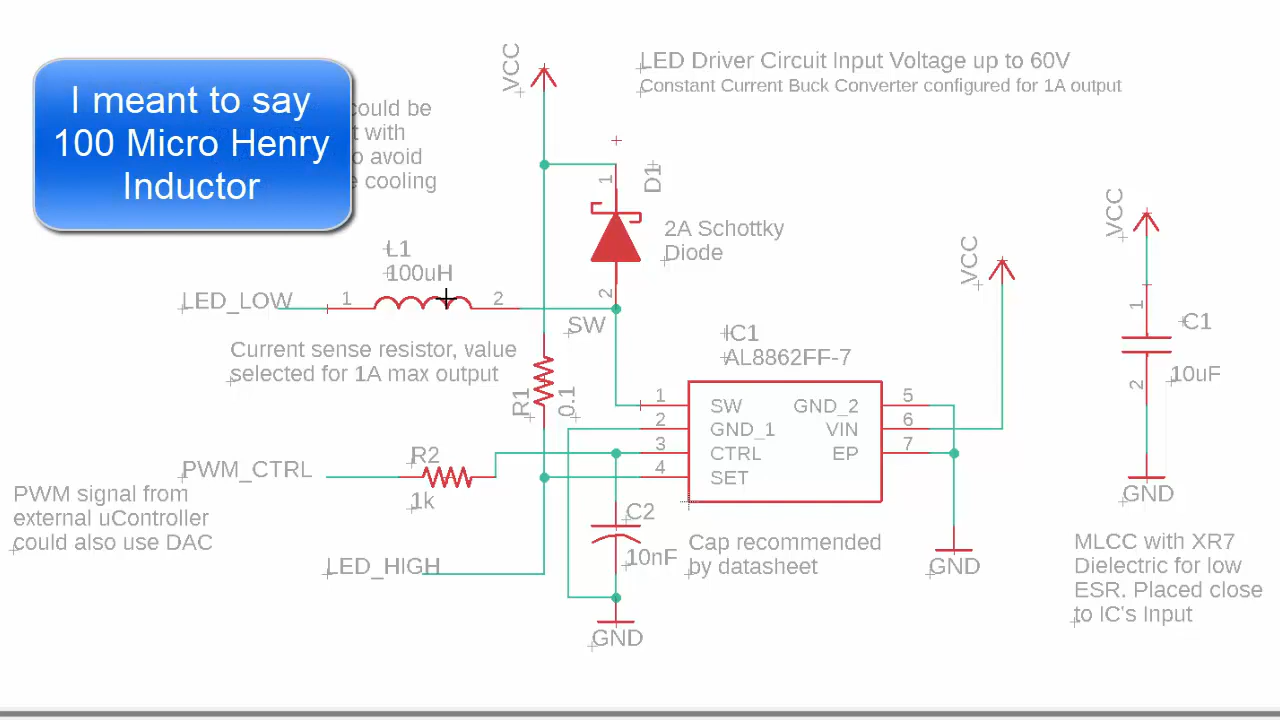 I meant to say
100 Micro Henry
Inductor
could be
with
avoid
cooling
VCC
LED Driver Circuit Input Voltage up to 60V
Constant Current Buck Converter configured for 1A output
1
D1
2A Schottky
Diode
2
L1
100uH
LED_LOW
1
2
SW
Current sense resistor, value
selected for 1A max output
R1
0.1
VCC
IC1
AL8862FF-7
1
2
3
4
SW
GND_1
CTRL
SET
GND_2
VIN
EP
5
6
7
GND
VCC
1
C1
2
10uF
GND
R2
PWM_CTRL
1k
PWM signal from
external uController
could also use DAC
C2
10nF
LED_HIGH
GND
Cap recommended
by datasheet
MLCC with XR7
Dielectric for low
ESR. Placed close
to IC's Input